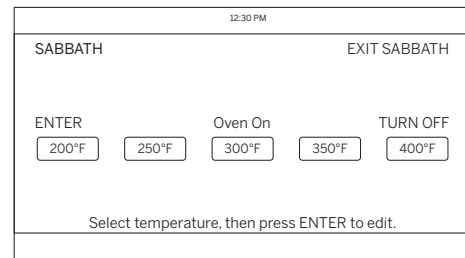 12:30 PM
SABBATH EXIT SABBATH
ENTER Oven On TURN OFF
200°F 250°F 300°F 350°F 400°F
Select temperature, then press ENTER to edit.